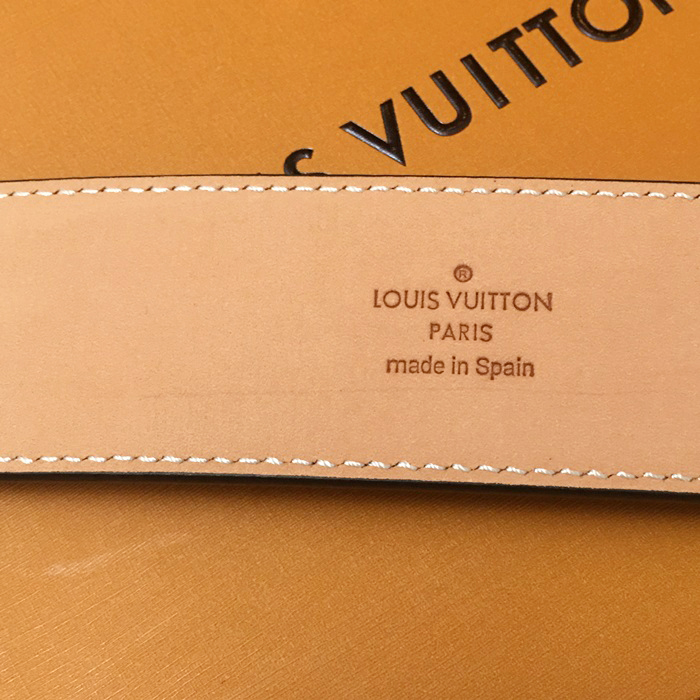 S VUITTON
®
LOUIS VUITTON
PARIS
made in Spain